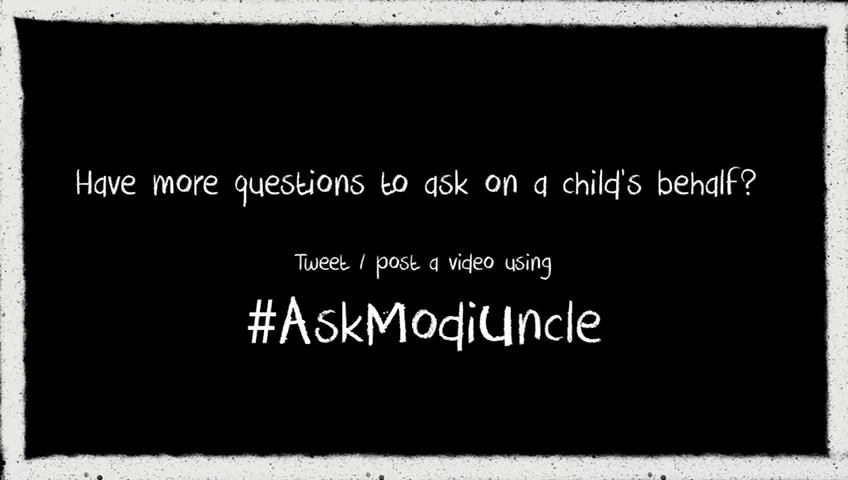 Have more questions to ask on a child's behalf?
Tweet / post a video using
#AskModiUncle